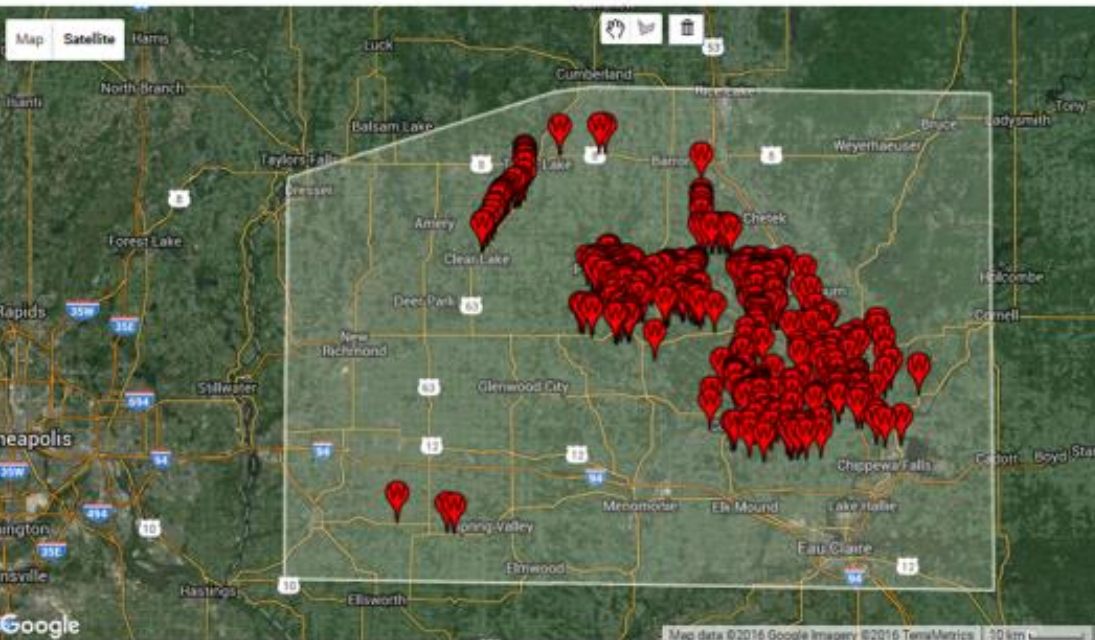 Map Satellite
Harris
Luck
53
Isanti
North Branch
Cumberland
Tony
Balsam Lake
Bruce
Ladysmith
Taylors Falls
8
Lake
8
Barron
8
Weyerhaeuser
Dresser
8
Amery
Chetek
Forest Lake
Clear Lake
Holcombe
Deer Park
63
Rapids
35W
35E
Cornell
New
Richmond
Stillwater
63
Glenwood City
694
neapolis
94
94
12
12
35W
94
Chippewa Falls
Cadott
Boyd
Menomonie
Elk Mound
Lake Hallie
494
10
Spring Valley
35E
Eau Claire
Elmwood
94
12
nsville
Hastings
10
Ellsworth
Google
Map data ©2016 Google Imagery ©2016 TerraMetrics
10 km